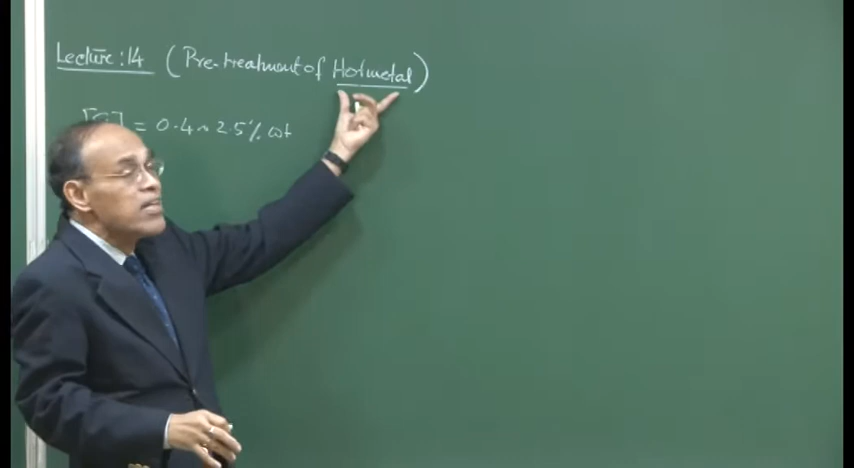 Lecture: 14 (Pre-treatment of Hotmetal)
= 0.4 ~ 2.5% wt